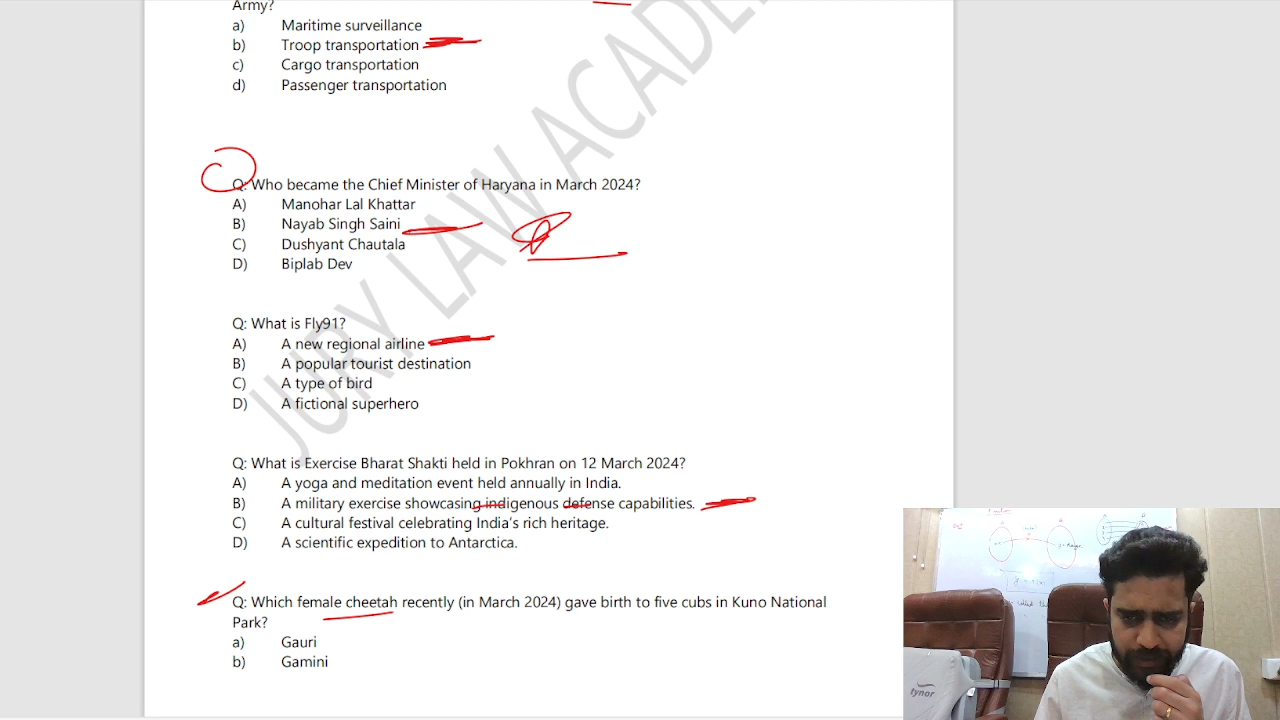 Army?
a) Maritime surveillance
b) Troop transportation
c) Cargo transportation
d) Passenger transportation
Q: Who became the Chief Minister of Haryana in March 2024?
A) Manohar Lal Khattar
B) Nayab Singh Saini
C) Dushyant Chautala
D) Biplab Dev
Q: What is Fly91?
A) A new regional airline
B) A popular tourist destination
C) A type of bird
D) A fictional superhero
Q: What is Exercise Bharat Shakti held in Pokhran on 12 March 2024?
A) A yoga and meditation event held annually in India.
B) A military exercise showcasing indigenous defense capabilities.
C) A cultural festival celebrating India's rich heritage.
D) A scientific expedition to Antarctica.
Q: Which female cheetah recently (in March 2024) gave birth to five cubs in Kuno National
Park?
a) Gauri
b) Gamini
JURY LAW ACADE
tynor